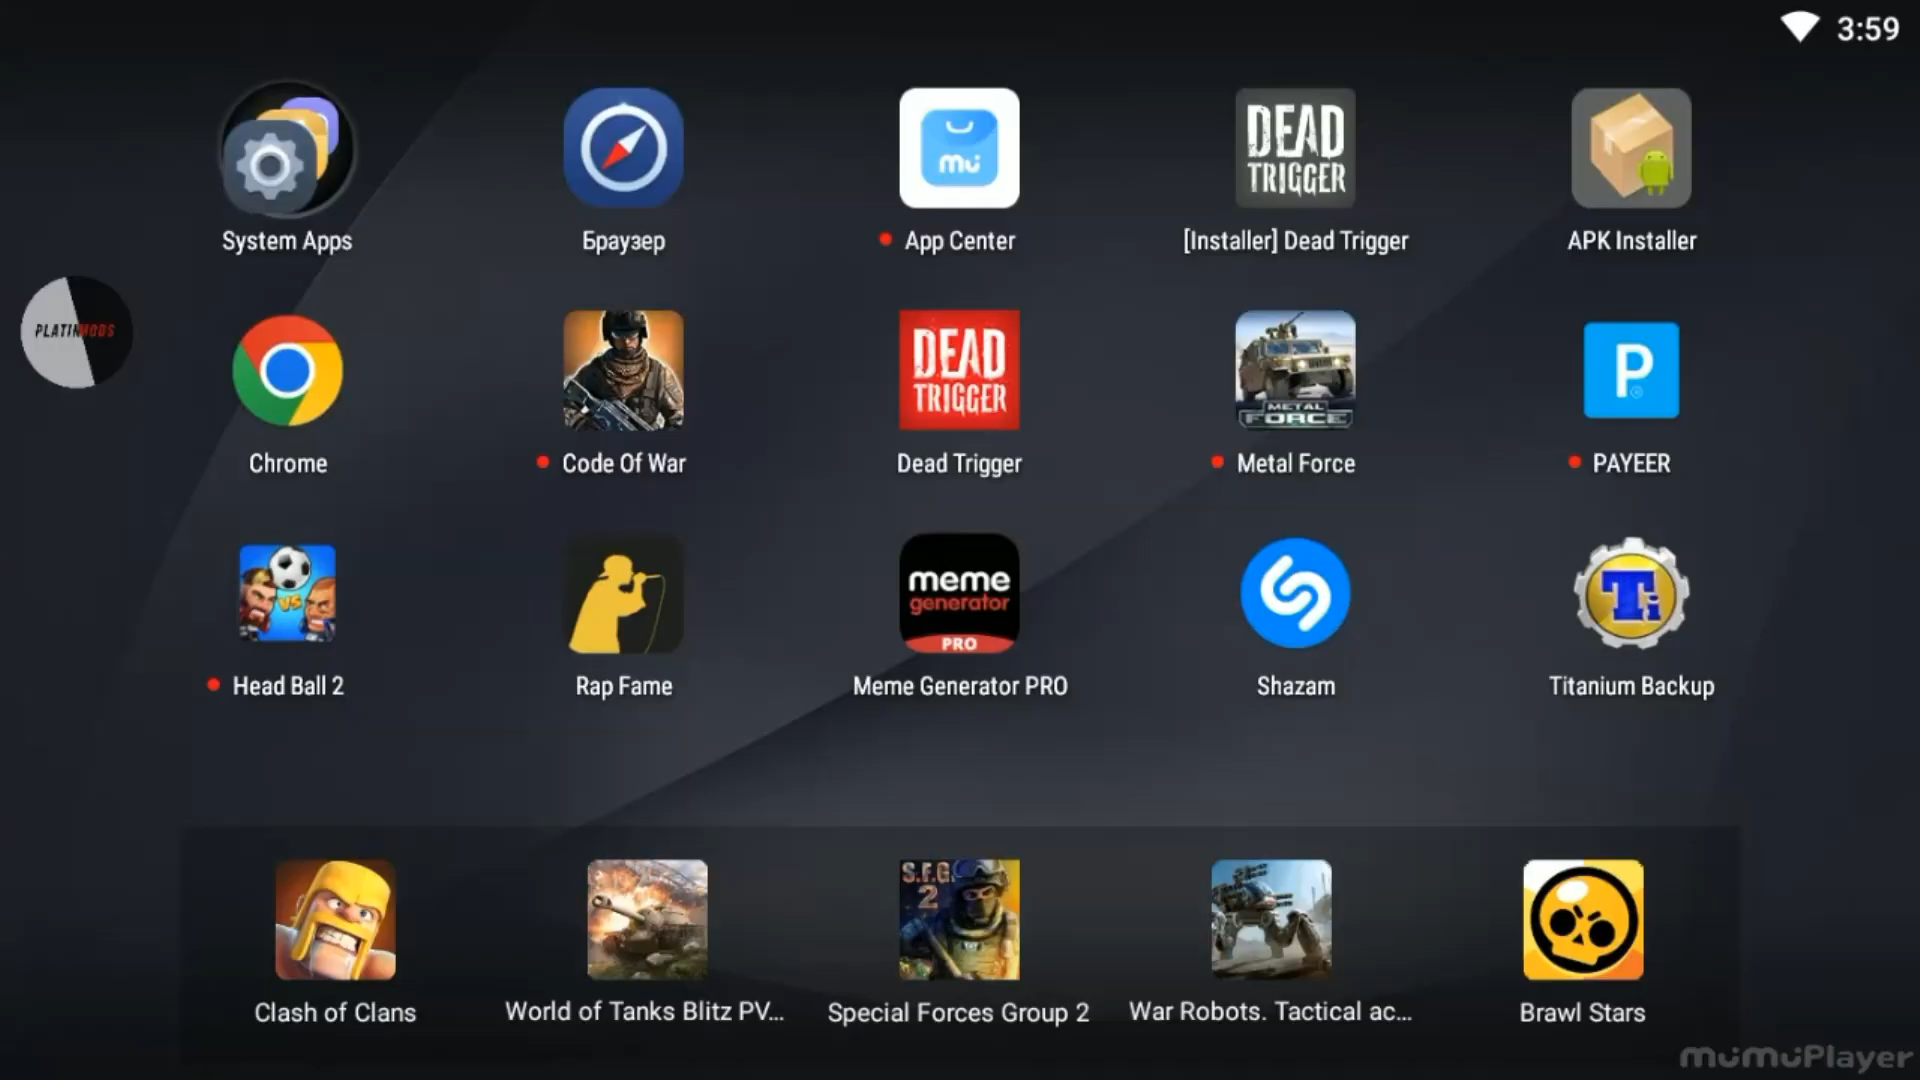 3:59
DEAD
TRIGGER
mu
System Apps
Браузер
App Center
[Installer] Dead Trigger
APK Installer
PLATINMODS
DEAD
TRIGGER
METAL
FORCE
P
Chrome
Code Of War
Dead Trigger
Metal Force
PAYEER
VS
meme
generator
PRO
Ti
Head Ball 2
Rap Fame
Meme Generator PRO
Shazam
Titanium Backup
S.F.G.
2
Clash of Clans
World of Tanks Blitz PV...
Special Forces Group 2
War Robots. Tactical ac...
Brawl Stars
MuMuPlayer